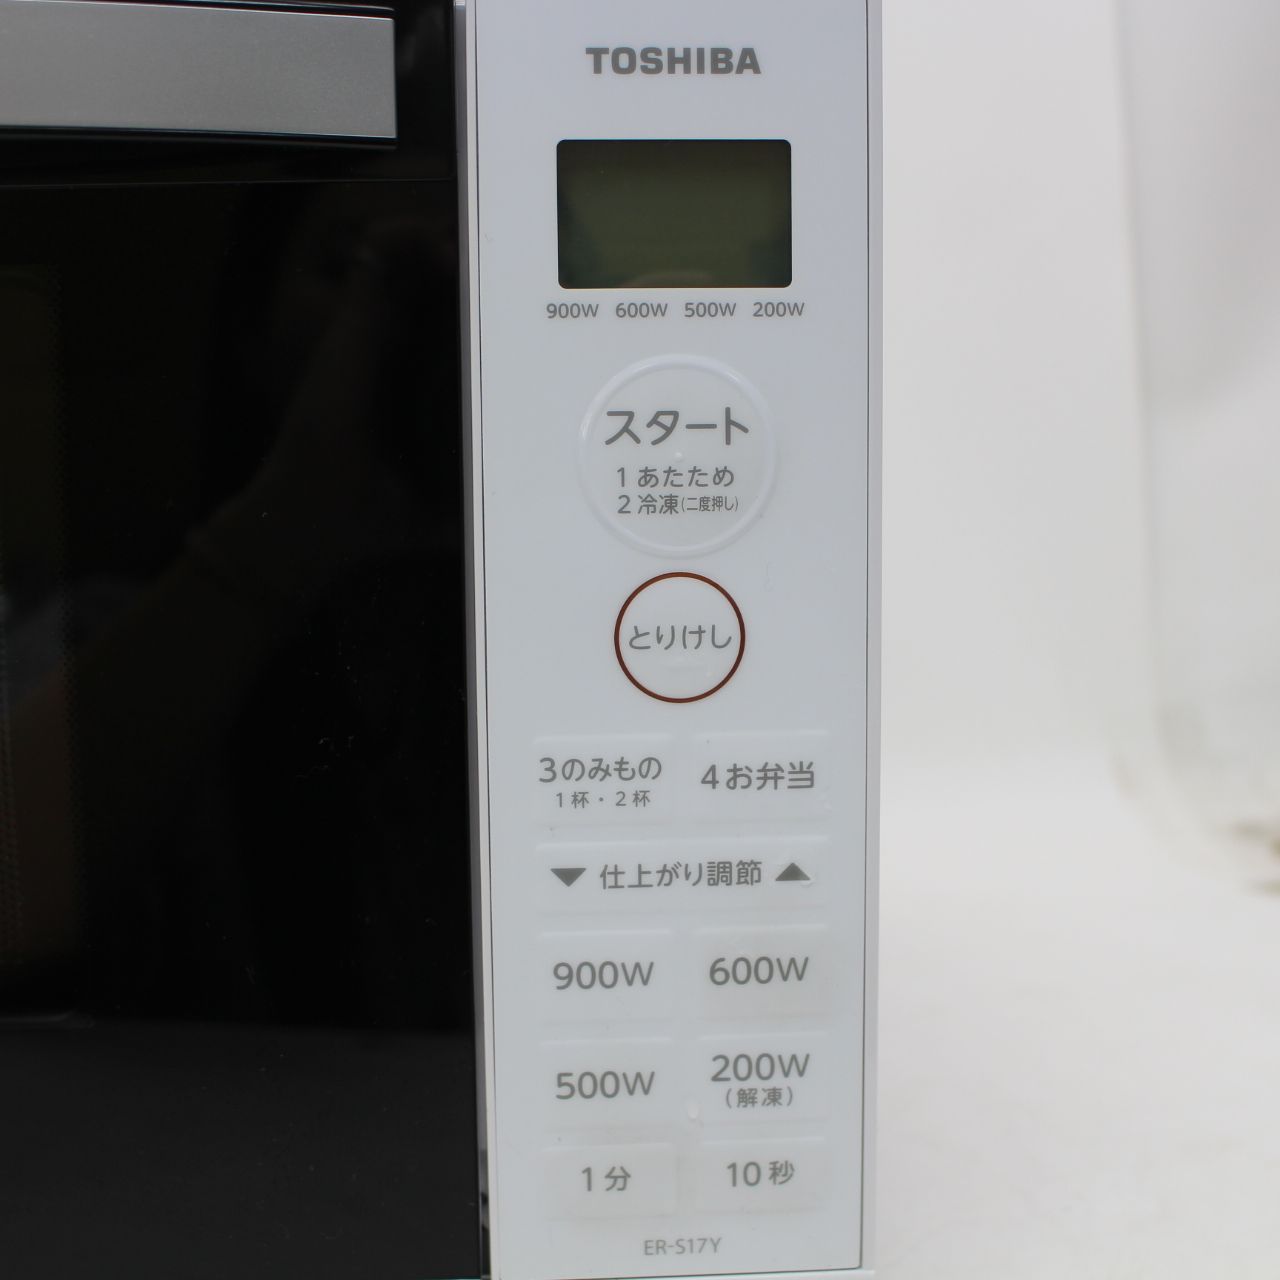 TOSHIBA
900W 600W 500W 200W
スタート
1 あたため
2 冷凍(二度押し)
とりけし
3のみもの
1杯・2杯
4お弁当
▼ 仕上がり調節 ▲
900W 600W
500W
200W
(解凍)
1分 10秒
ER-S17Y